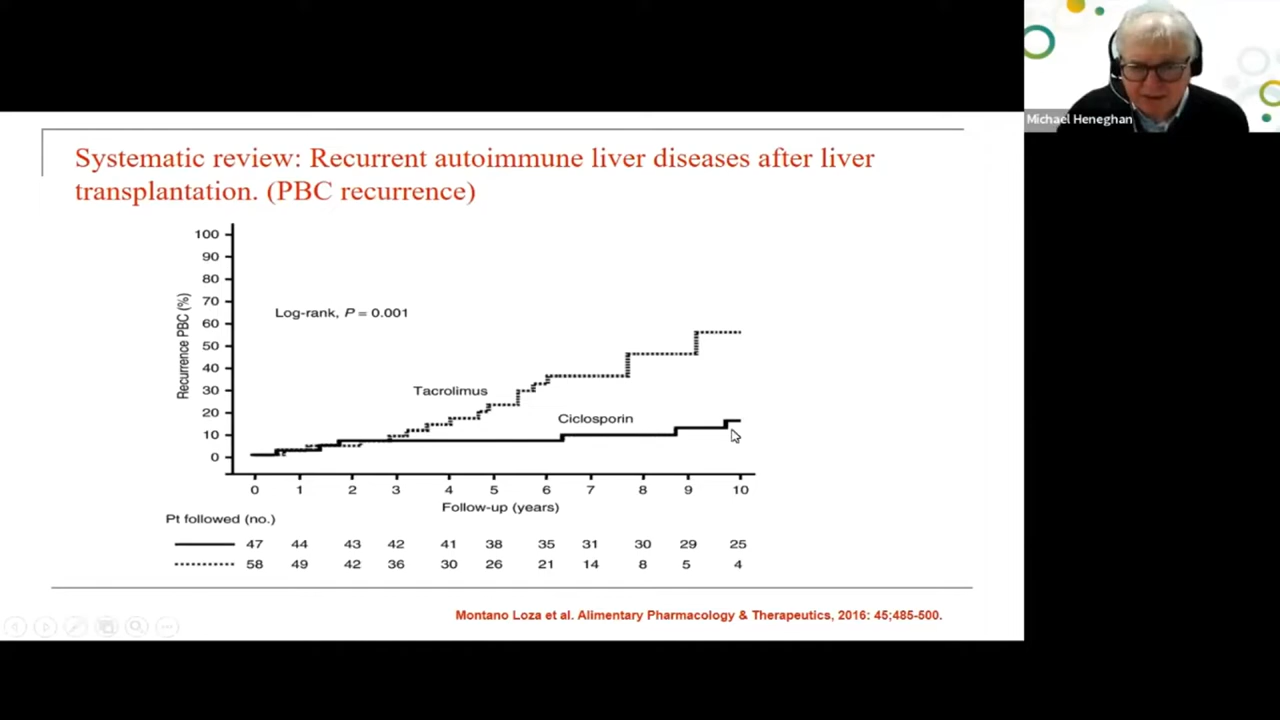 Michael Heneghan
Systematic review: Recurrent autoimmune liver diseases after liver
transplantation. (PBC recurrence)
Recurrence PBC (%)
100
90
80
70
60
50
40
30
20
10
0
Log-rank, P = 0.001
Tacrolimus
Ciclosporin
0 1 2 3 4 5 6 7 8 9 10
Follow-up (years)
Pt followed (no.)
47 44 43 42 41 38 35 31 30 29 25
58 49 42 36 30 26 21 14 8 5 4
Montano Loza et al. Alimentary Pharmacology & Therapeutics, 2016: 45;485-500.